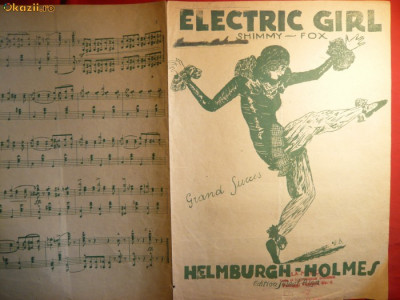 Okazii.ro
ELECTRIC GIRL
SHIMMY — FOX
Grand Succes
HELMBURGH-HOLMES